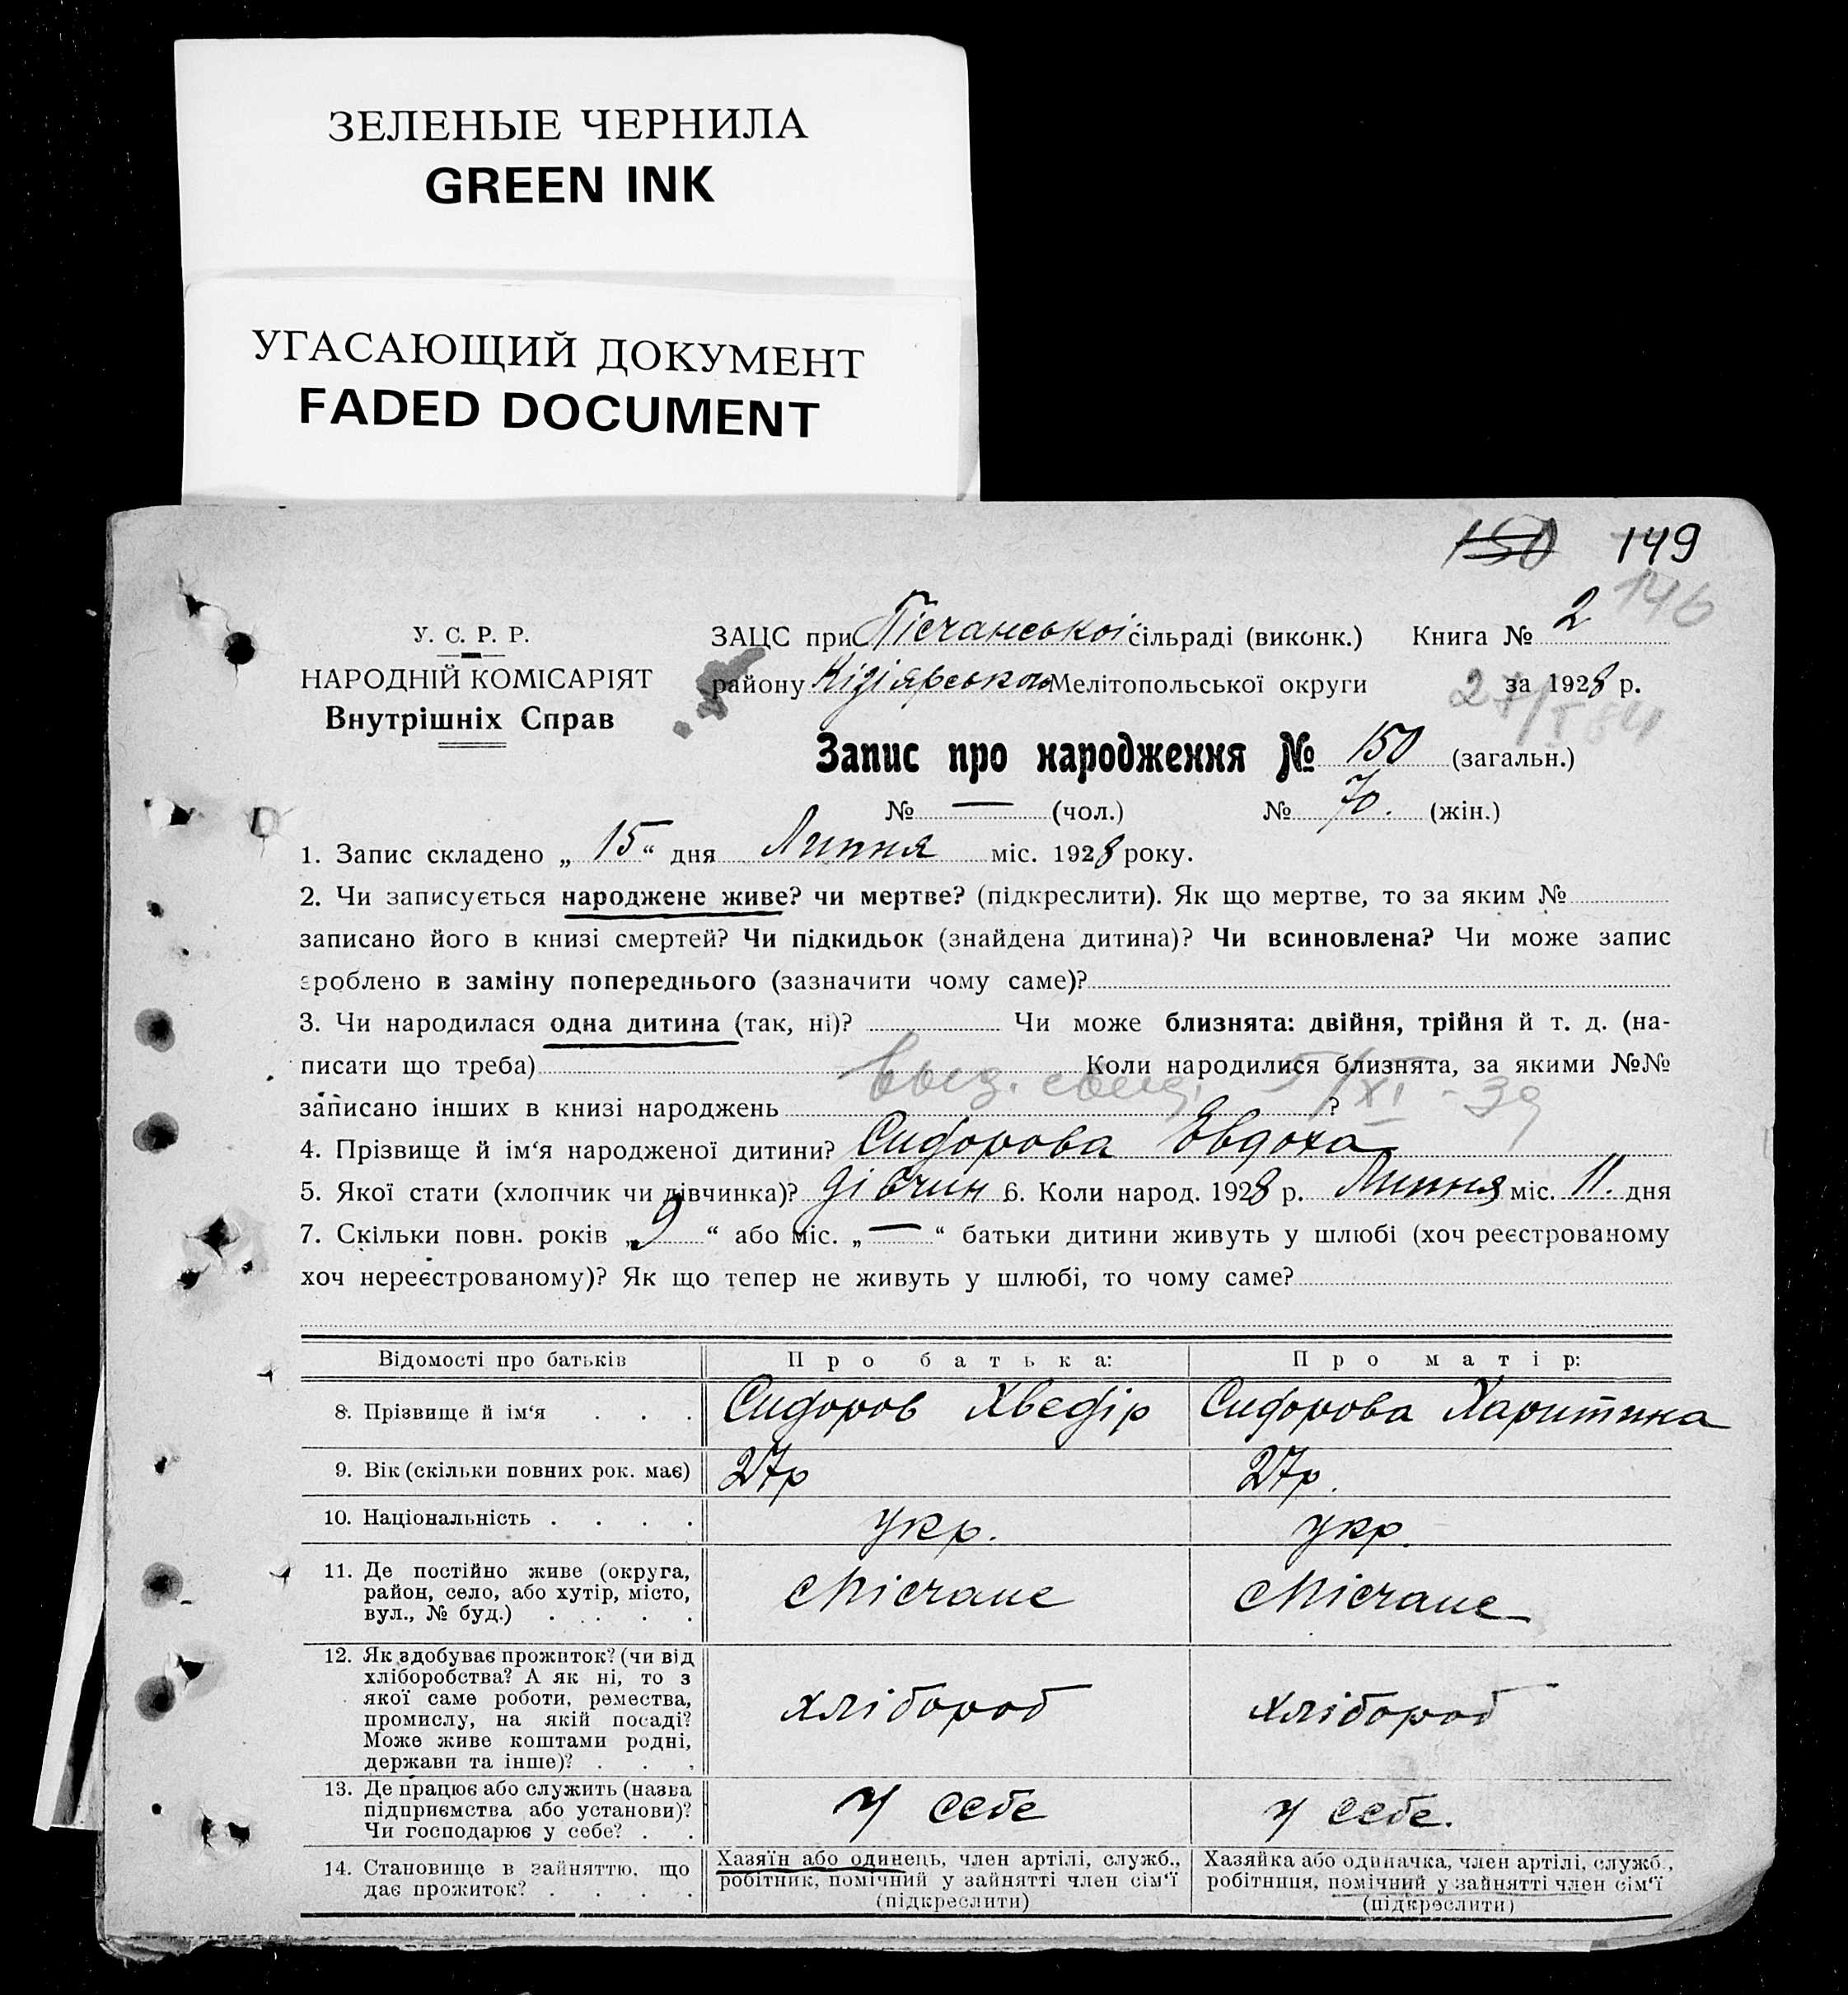 ЗЕЛЕНЫЕ ЧЕРНИЛА
GREEN INK
УГАСАЮЩИЙ ДОКУМЕНТ
FADED DOCUMENT
150 149
146
У. С. Р. Р.
НАРОДНІЙ КОМІСАРІЯТ
Внутрішніх Справ
ЗАЦС при Пісчанської сільраді (виконк.) Книга № 2
району Кізіярського Мелітопольської округи за 1928 р.
Запис про народження № 150 (загальн.)
№ — (чол.) № 70. (жін.)
1. Запис складено „ 15 “ дня Липня міс. 1928 року.
2. Чи записується народжене живе? чи мертве? (підкреслити). Як що мертве, то за яким №
записано його в книзі смертей? Чи підкидьок (знайдена дитина)? Чи всиновлена? Чи може запис
зроблено в заміну попереднього (зазначити чому саме)?
3. Чи народилася одна дитина (так, ні)? Чи може близнята: двійня, трійня й т. д. (на-
писати що треба) Коли народилися близнята, за якими №№
записано інших в книзі народжень ?
5/XI - 39
4. Прізвище й ім‘я народженої дитини? Сидорова Евдоха
5. Якої стати (хлопчик чи дівчинка)? дівчин 6. Коли народ. 1928 р. Липня міс. 11. дня
7. Скільки повн. років „ 9 “ або міс. „ — “ батьки дитини живуть у шлюбі (хоч реєстрованому
хоч нереєстрованому)? Як що тепер не живуть у шлюбі, то чому саме?
Відомості про батьків Про батька: Про матір:
8. Прізвище й ім‘я . . . Сидоров Хведір Сидорова Харитина
9. Вік (скільки повних рок. має) 27р 27р.
10. Національність . . . . укр. укр.
11. Де постійно живе (округа,
район, село, або хутір, місто,
вул., № буд.) . . . .
с Пісчане с Пісчане
12. Як здобуває прожиток? (чи від
хліборобства? А як ні, то з
якої саме роботи, ремества,
промислу, на якій посаді?
Може живе коштами родні,
держави та інше)? . . .
хлібороб хлібороб
13. Де працює або служить (назва
підприємства або установи)?
Чи господарює у себе? . .
у себе у себе.
14. Становище в зайняттю, що
дає прожиток? . . . .
Хазяїн або одинець, член артілі, служб.,
робітник, помічний у зайнятті член сім‘ї
(підкреслити)
Хазяйка або одиначка, член артілі, служб.,
робітниця, помічний у зайнятті член сім‘ї
(підкреслити)